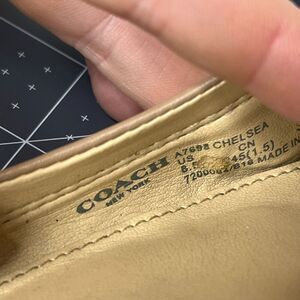 COACH
NEW YORK
A7698 CHELSEA
US CN
245(1.5)
MADE IN